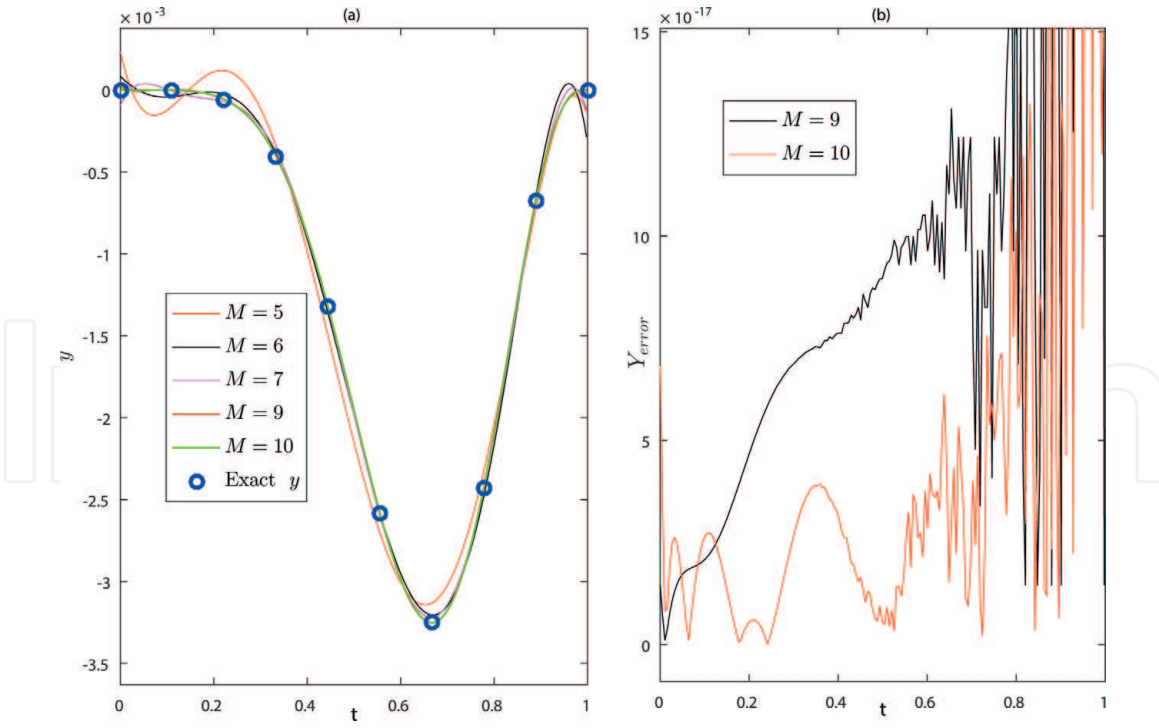 × 10⁻³
(a)
0
-0.5
-1
-1.5
-2
-2.5
-3
-3.5
y
M = 5
M = 6
M = 7
M = 9
M = 10
Exact y
0
0.2
0.4
0.6
0.8
1
t
× 10⁻¹⁷
(b)
15
10
5
0
Y_error
M = 9
M = 10
0
0.2
0.4
0.6
0.8
1
t